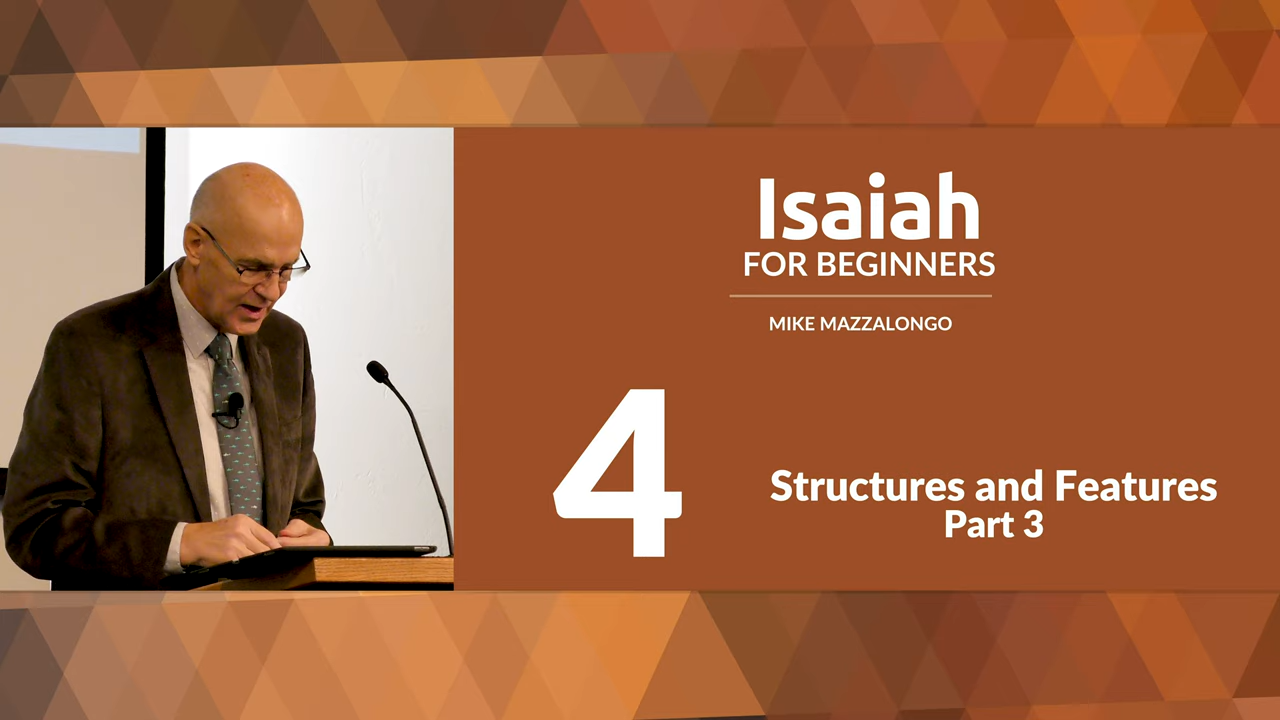 Isaiah
FOR BEGINNERS
MIKE MAZZALONGO
4
Structures and Features
Part 3